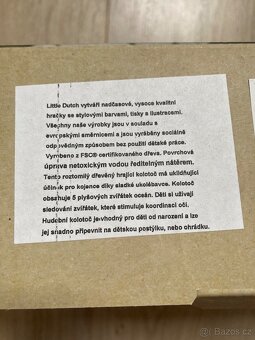 Little Dutch vytváří nadčasové, vysoce kvalitní
hračky se stylovými barvami, tisky a ilustracemi.
Všechny naše výrobky jsou v souladu s
evropskými směrnicemi a jsou vyráběny sociálně
odpovědným způsobem bez použití dětské práce.
Vyrobeno z FSC® certifikovaného dřeva. Povrchová
úprava netoxickým vodou ředitelným nátěrem.
Tento roztomilý dřevěný hrající kolotoč má uklidňující
účinek pro kojance díky sladké ukolébavce. Kolotoč
obsahuje 5 plyšových zvířátek oceán. Děti si užívají
sledování zvířátek, které stimuluje koordinaci očí.
Hudební kolotoč je vhodný pro děti od narození a lze
jej snadno připevnit na dětskou postýlku, nebo ohrádku.
Sbazar.cz